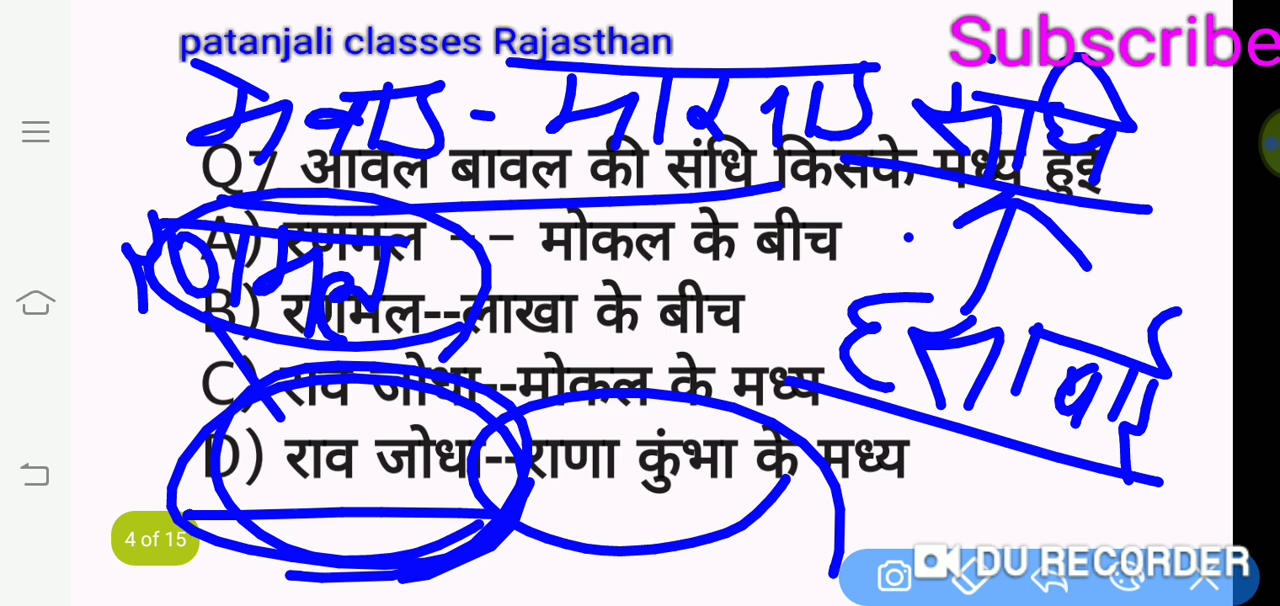 patanjali classes Rajasthan
Subscribe
मेवाड - मारवाड संधि
Q7 आवल बावल की संधि किसके मध्य हुई
A) रणमल -- मोकल के बीच
रणमल
B) रणमल--लाखा के बीच
हंसाबाई
C) राव जोधा--मोकल के मध्य
D) राव जोधा--राणा कुंभा के मध्य
4 of 15
DU RECORDER